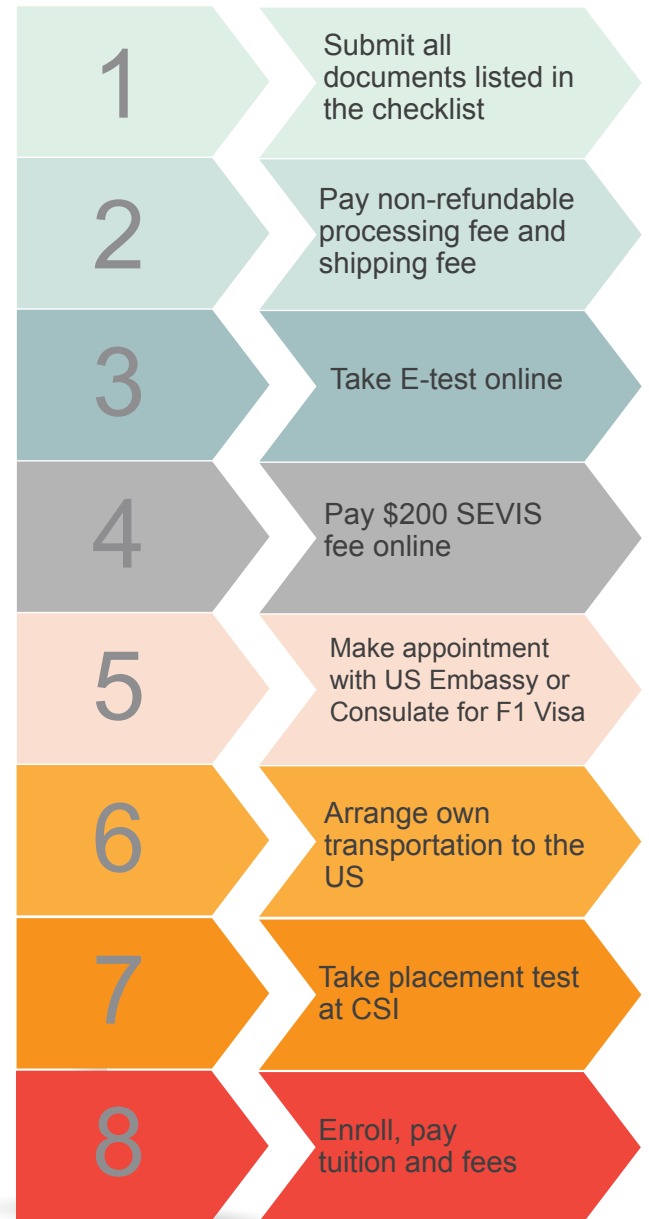 1
Submit all
documents listed in
the checklist
2
Pay non-refundable
processing fee and
shipping fee
3
Take E-test online
4
Pay $200 SEVIS
fee online
5
Make appointment
with US Embassy or
Consulate for F1 Visa
6
Arrange own
transportation to the
US
7
Take placement test
at CSI
8
Enroll, pay
tuition and fees